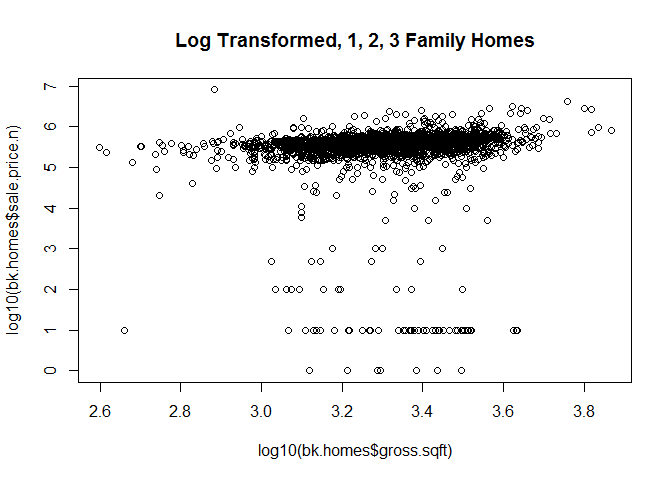 Log Transformed, 1, 2, 3 Family Homes
log10(bk.homes$sale.price.n)
7
6
5
4
3
2
1
0
2.6 2.8 3.0 3.2 3.4 3.6 3.8
log10(bk.homes$gross.sqft)